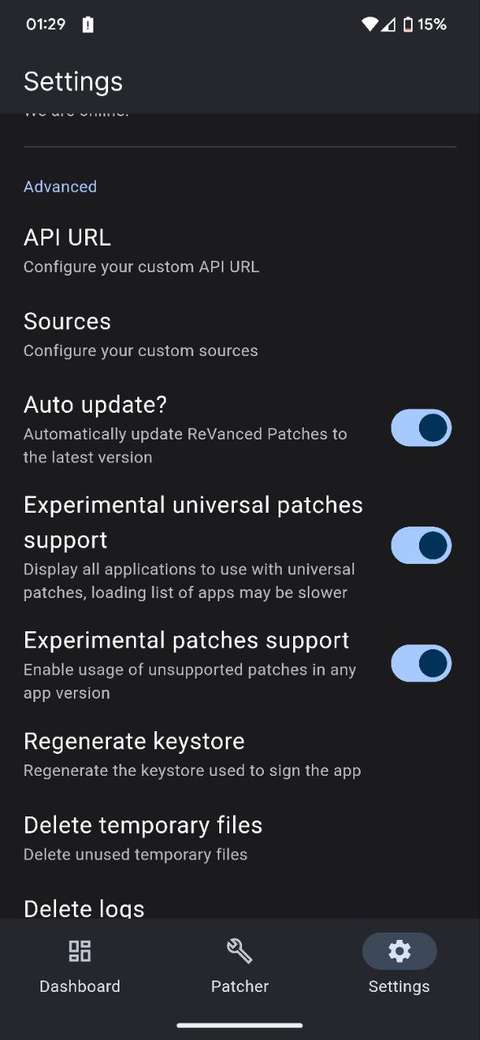 01:29
15%
Settings
We are online.
Advanced
API URL
Configure your custom API URL
Sources
Configure your custom sources
Auto update?
Automatically update ReVanced Patches to
the latest version
Experimental universal patches
support
Display all applications to use with universal
patches, loading list of apps may be slower
Experimental patches support
Enable usage of unsupported patches in any
app version
Regenerate keystore
Regenerate the keystore used to sign the app
Delete temporary files
Delete unused temporary files
Delete logs
Dashboard
Patcher
Settings